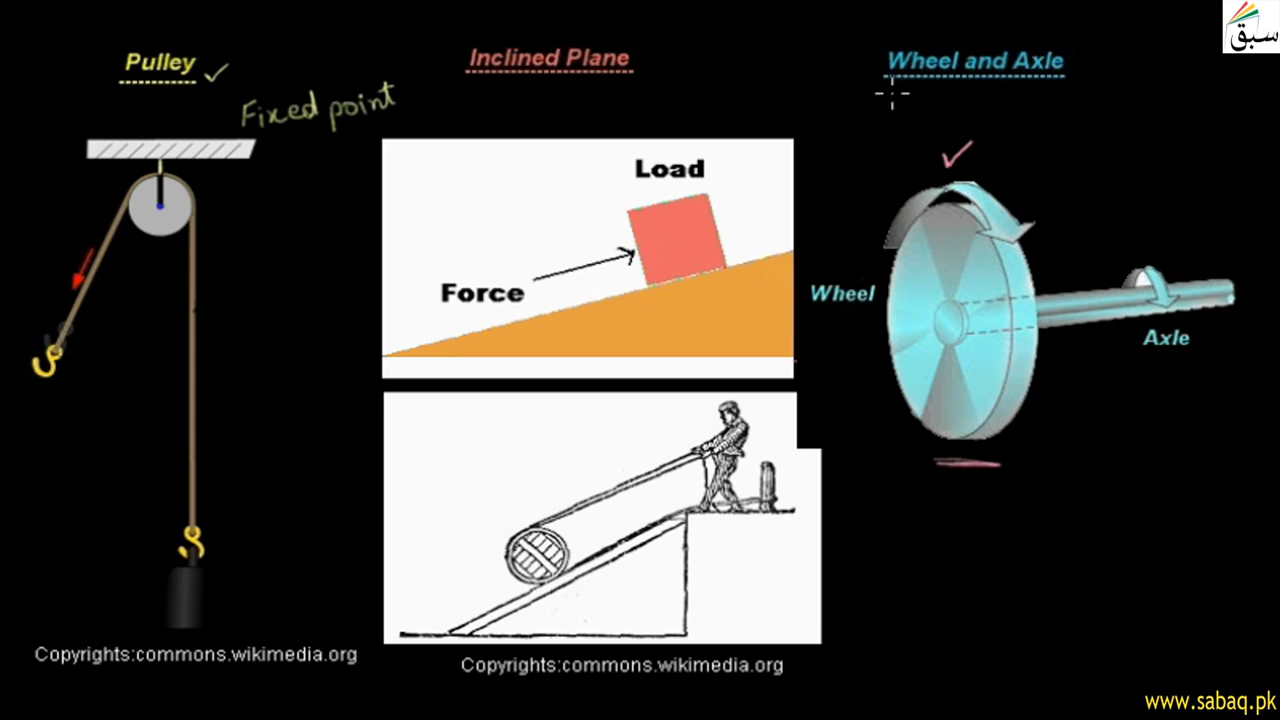 سبق
Pulley
Fixed point
Inclined Plane
Load
Force
Wheel and Axle
Wheel
Axle
Copyrights:commons.wikimedia.org
Copyrights:commons.wikimedia.org
www.sabaq.pk